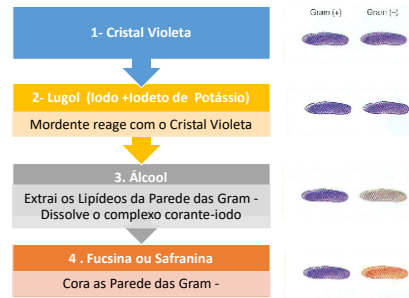 Gram (+) Gram (–)
1- Cristal Violeta
2- Lugol (Iodo +Iodeto de Potássio)
Mordente reage com o Cristal Violeta
3. Álcool
Extrai os Lipídeos da Parede das Gram -
Dissolve o complexo corante-iodo
4 . Fucsina ou Safranina
Cora as Parede das Gram -